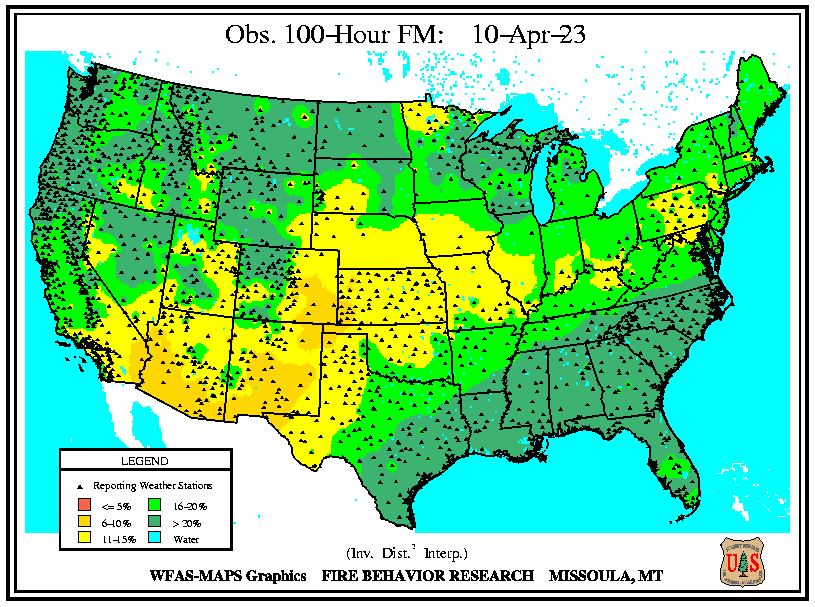 Obs. 100-Hour FM: 10-Apr-23
LEGEND
Reporting Weather Stations
<= 5% 16-20%
6-10% > 20%
11-15% Water
(Inv. Dist.² Interp.)
WFAS-MAPS Graphics FIRE BEHAVIOR RESEARCH MISSOULA, MT
U S